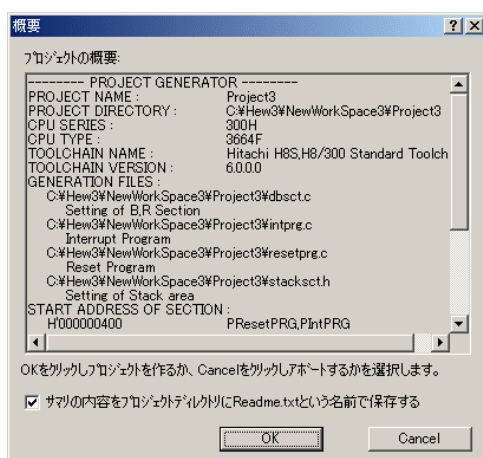 概要
ﾌﾟﾛｼﾞｪｸﾄの概要:
-------- PROJECT GENERATOR --------
PROJECT NAME : Project3
PROJECT DIRECTORY : C:¥Hew3¥NewWorkSpace3¥Project3
CPU SERIES : 300H
CPU TYPE : 3664F
TOOLCHAIN NAME : Hitachi H8S,H8/300 Standard Toolch
TOOLCHAIN VERSION : 6.0.0.0
GENERATION FILES :
C:¥Hew3¥NewWorkSpace3¥Project3¥dbsct.c
Setting of B,R Section
C:¥Hew3¥NewWorkSpace3¥Project3¥intprg.c
Interrupt Program
C:¥Hew3¥NewWorkSpace3¥Project3¥resetprg.c
Reset Program
C:¥Hew3¥NewWorkSpace3¥Project3¥stacksct.h
Setting of Stack area
START ADDRESS OF SECTION :
H'000000400 PResetPRG,PIntPRG
OKをｸﾘｯｸしﾌﾟﾛｼﾞｪｸﾄを作るか、Cancelをｸﾘｯｸしｱﾎﾞｰﾄするかを選択します。
ｻﾏﾘの内容をﾌﾟﾛｼﾞｪｸﾄﾃﾞｨﾚｸﾄﾘにReadme.txtという名前で保存する
OK Cancel